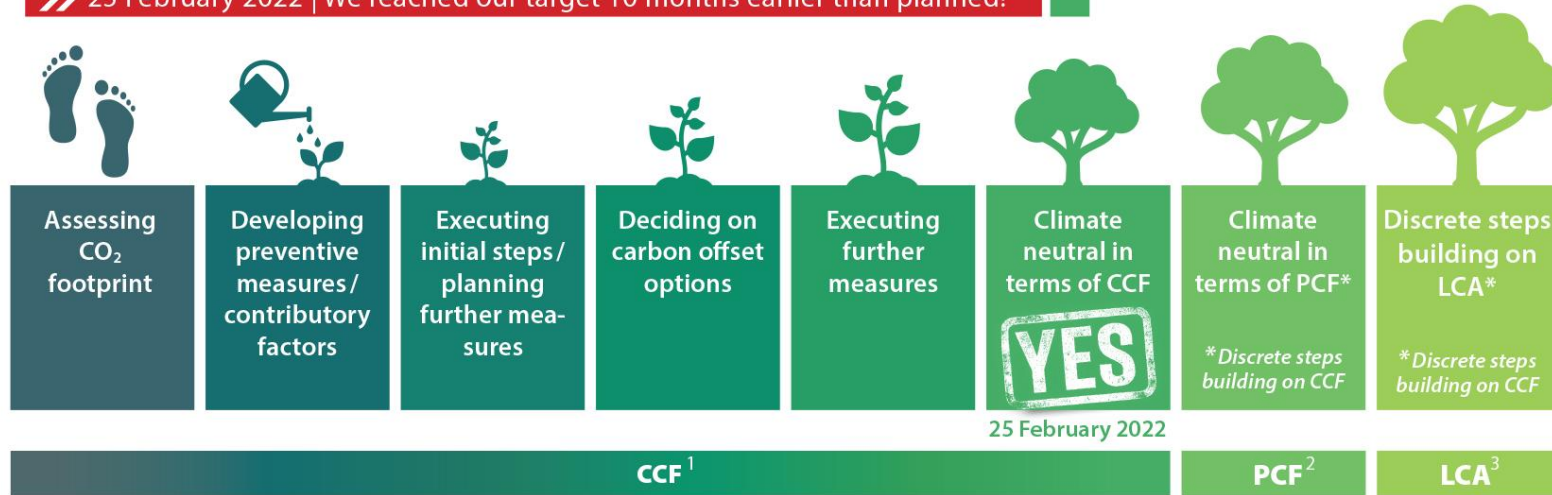 25 February 2022 | We reached our target 10 months earlier than planned!
Assessing
CO₂
footprint
Developing
preventive
measures /
contributory
factors
Executing
initial steps /
planning
further mea-
sures
Deciding on
carbon offset
options
Executing
further
measures
Climate
neutral in
terms of CCF
YES
25 February 2022
Climate
neutral in
terms of PCF*
* Discrete steps
building on CCF
Discrete steps
building on
LCA*
* Discrete steps
building on CCF
CCF¹
PCF²
LCA³